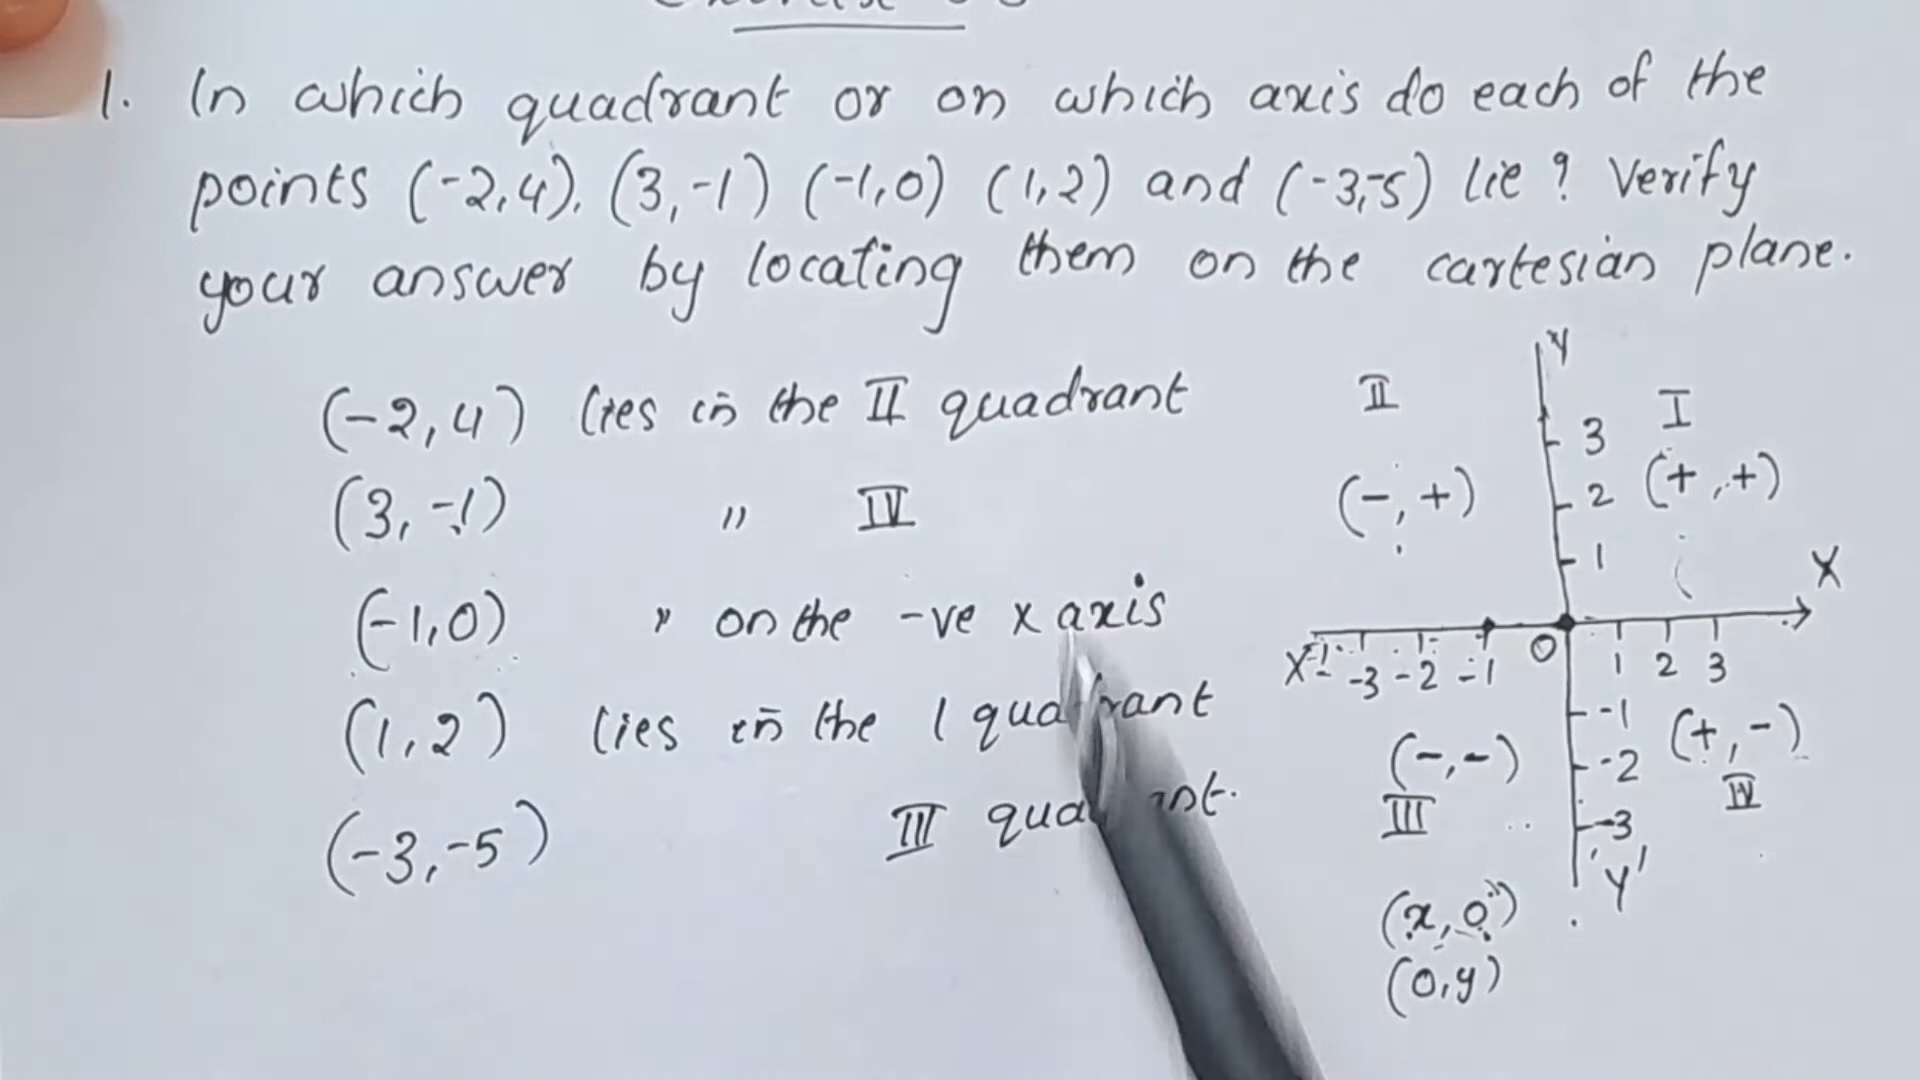 1. In which quadrant or on which axis do each of the
points (-2,4), (3,-1) (-1,0) (1,2) and (-3,-5) lie? Verify
your answer by locating them on the cartesian plane.
(-2,4) lies in the II quadrant
(3,-1) " IV
(-1,0) " on the -ve x axis
(1,2) lies in the I quadrant
(-3,-5) III
Y
II I
3
(-,+) 2 (+,+)
1
X
X' -3 -2 -1 0 1 2 3
-1
(-,-) -2 (+,-)
III IV
-3
Y'
(x,0)
(0,y)